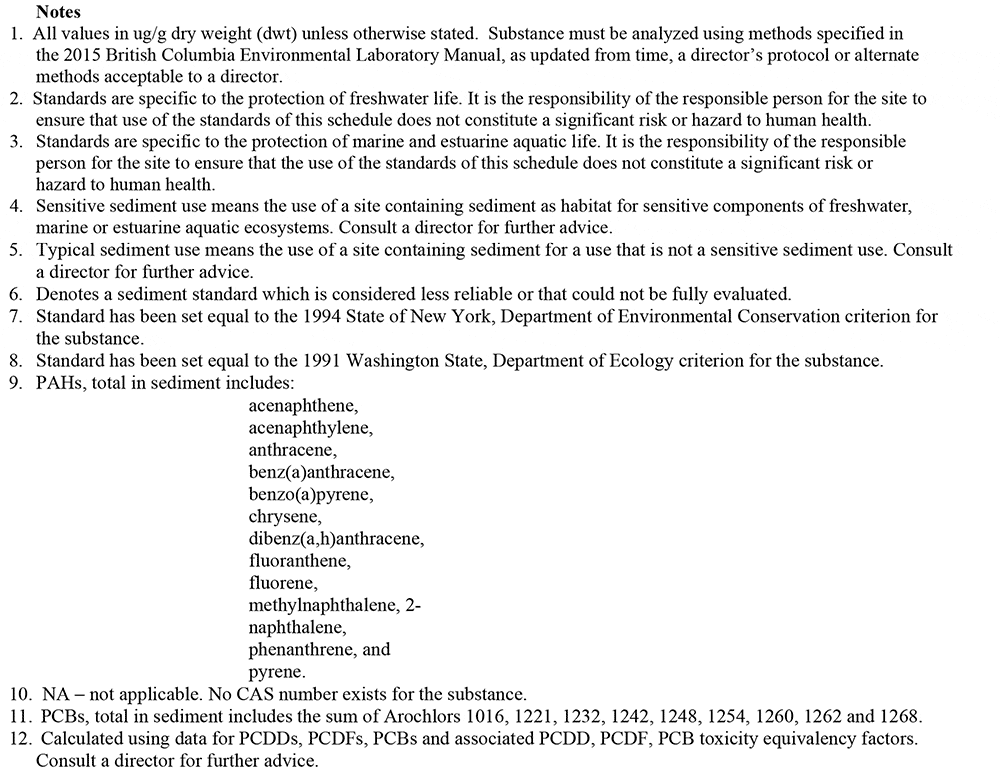 Notes
1. All values in ug/g dry weight (dwt) unless otherwise stated. Substance must be analyzed using methods specified in
the 2015 British Columbia Environmental Laboratory Manual, as updated from time, a director's protocol or alternate
methods acceptable to a director.
2. Standards are specific to the protection of freshwater life. It is the responsibility of the responsible person for the site to
ensure that use of the standards of this schedule does not constitute a significant risk or hazard to human health.
3. Standards are specific to the protection of marine and estuarine aquatic life. It is the responsibility of the responsible
person for the site to ensure that the use of the standards of this schedule does not constitute a significant risk or
hazard to human health.
4. Sensitive sediment use means the use of a site containing sediment as habitat for sensitive components of freshwater,
marine or estuarine aquatic ecosystems. Consult a director for further advice.
5. Typical sediment use means the use of a site containing sediment for a use that is not a sensitive sediment use. Consult
a director for further advice.
6. Denotes a sediment standard which is considered less reliable or that could not be fully evaluated.
7. Standard has been set equal to the 1994 State of New York, Department of Environmental Conservation criterion for
the substance.
8. Standard has been set equal to the 1991 Washington State, Department of Ecology criterion for the substance.
9. PAHs, total in sediment includes:
acenaphthene,
acenaphthylene,
anthracene,
benz(a)anthracene,
benzo(a)pyrene,
chrysene,
dibenz(a,h)anthracene,
fluoranthene,
fluorene,
methylnaphthalene, 2-
naphthalene,
phenanthrene, and
pyrene.
10. NA – not applicable. No CAS number exists for the substance.
11. PCBs, total in sediment includes the sum of Arochlors 1016, 1221, 1232, 1242, 1248, 1254, 1260, 1262 and 1268.
12. Calculated using data for PCDDs, PCDFs, PCBs and associated PCDD, PCDF, PCB toxicity equivalency factors.
Consult a director for further advice.